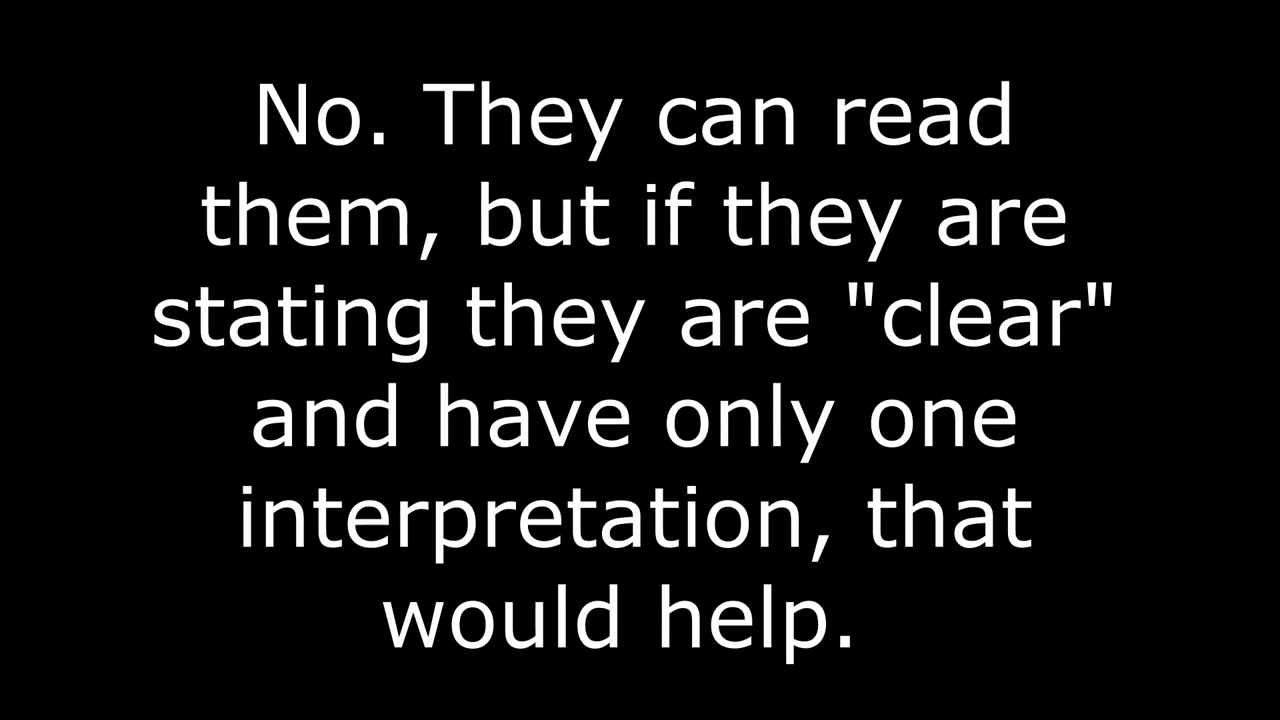 No. They can read
them, but if they are
stating they are "clear"
and have only one
interpretation, that
would help.